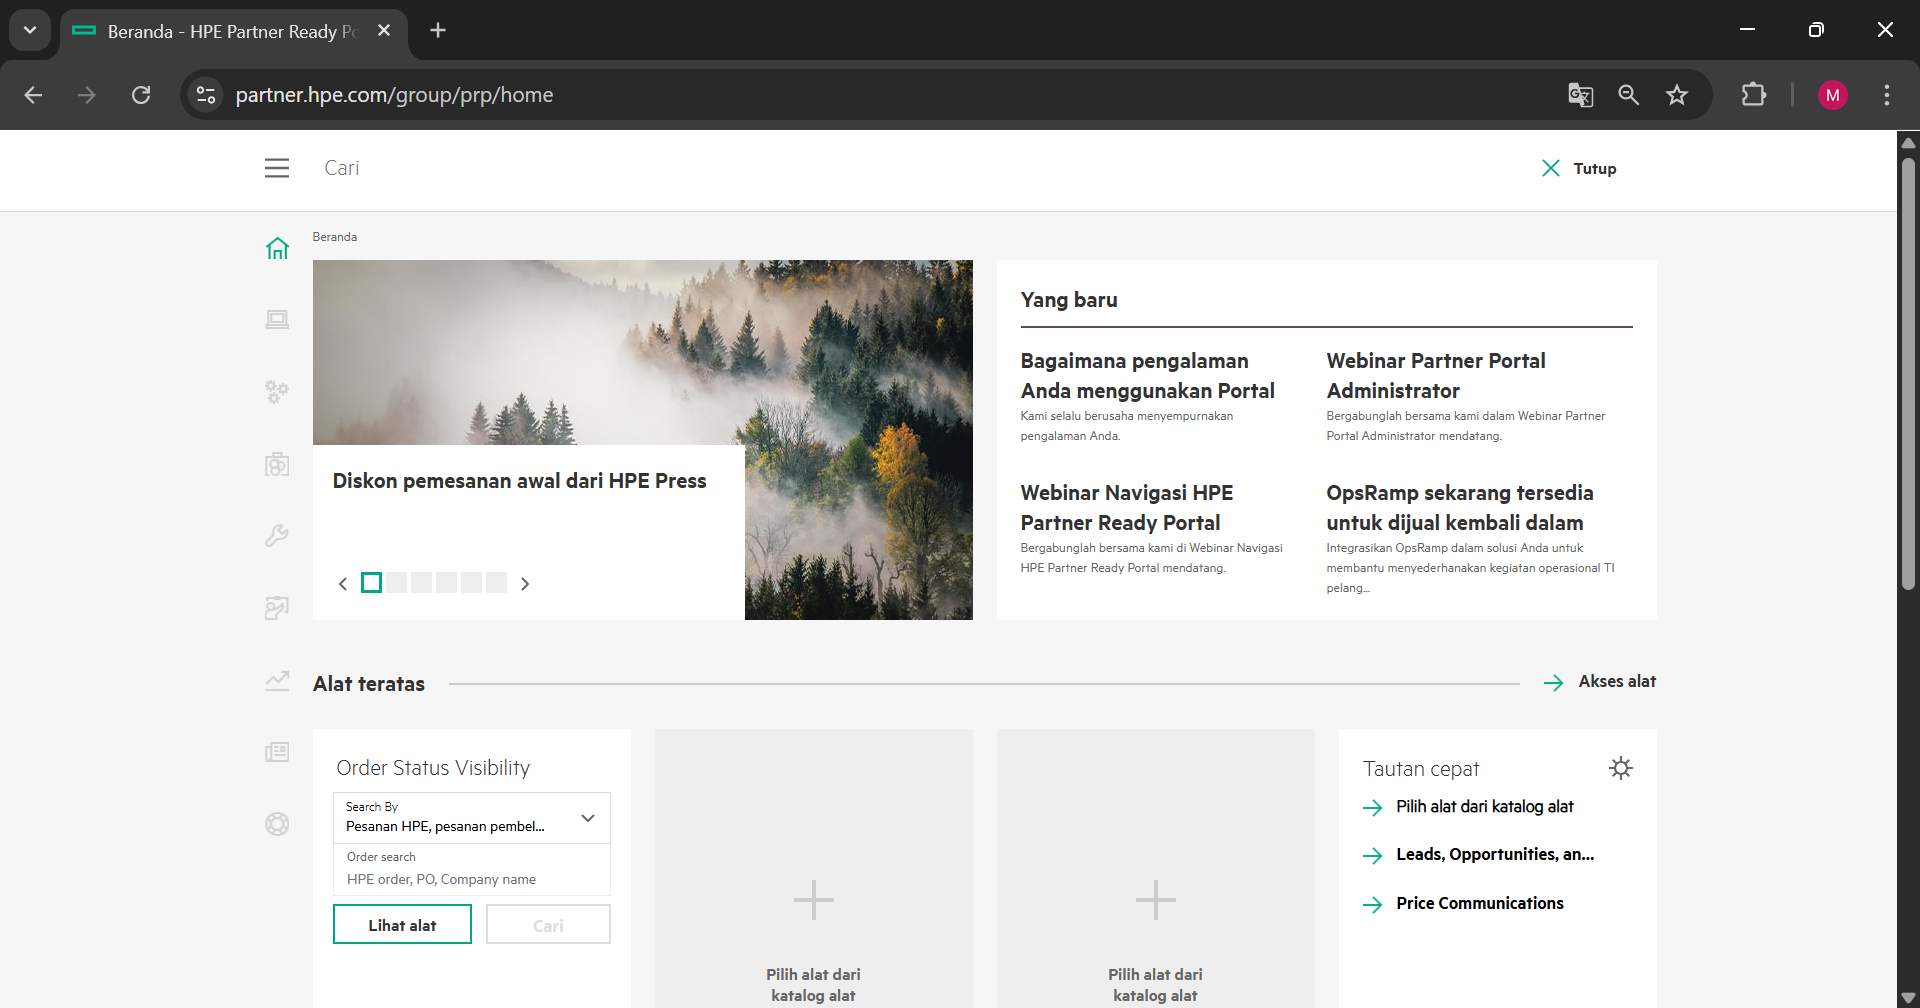 Beranda - HPE Partner Ready Po
partner.hpe.com/group/prp/home
M
Cari
Tutup
Beranda
Diskon pemesanan awal dari HPE Press
Yang baru
Bagaimana pengalaman
Anda menggunakan Portal
Kami selalu berusaha menyempurnakan
pengalaman Anda.
Webinar Partner Portal
Administrator
Bergabunglah bersama kami dalam Webinar Partner
Portal Administrator mendatang.
Webinar Navigasi HPE
Partner Ready Portal
Bergabunglah bersama kami di Webinar Navigasi
HPE Partner Ready Portal mendatang.
OpsRamp sekarang tersedia
untuk dijual kembali dalam
Integrasikan OpsRamp dalam solusi Anda untuk
membantu menyederhanakan kegiatan operasional TI
pelang...
Alat teratas
Akses alat
Order Status Visibility
Search By
Pesanan HPE, pesanan pembel...
Order search
HPE order, PO, Company name
Lihat alat
Cari
Pilih alat dari
katalog alat
Pilih alat dari
katalog alat
Tautan cepat
Pilih alat dari katalog alat
Leads, Opportunities, an...
Price Communications